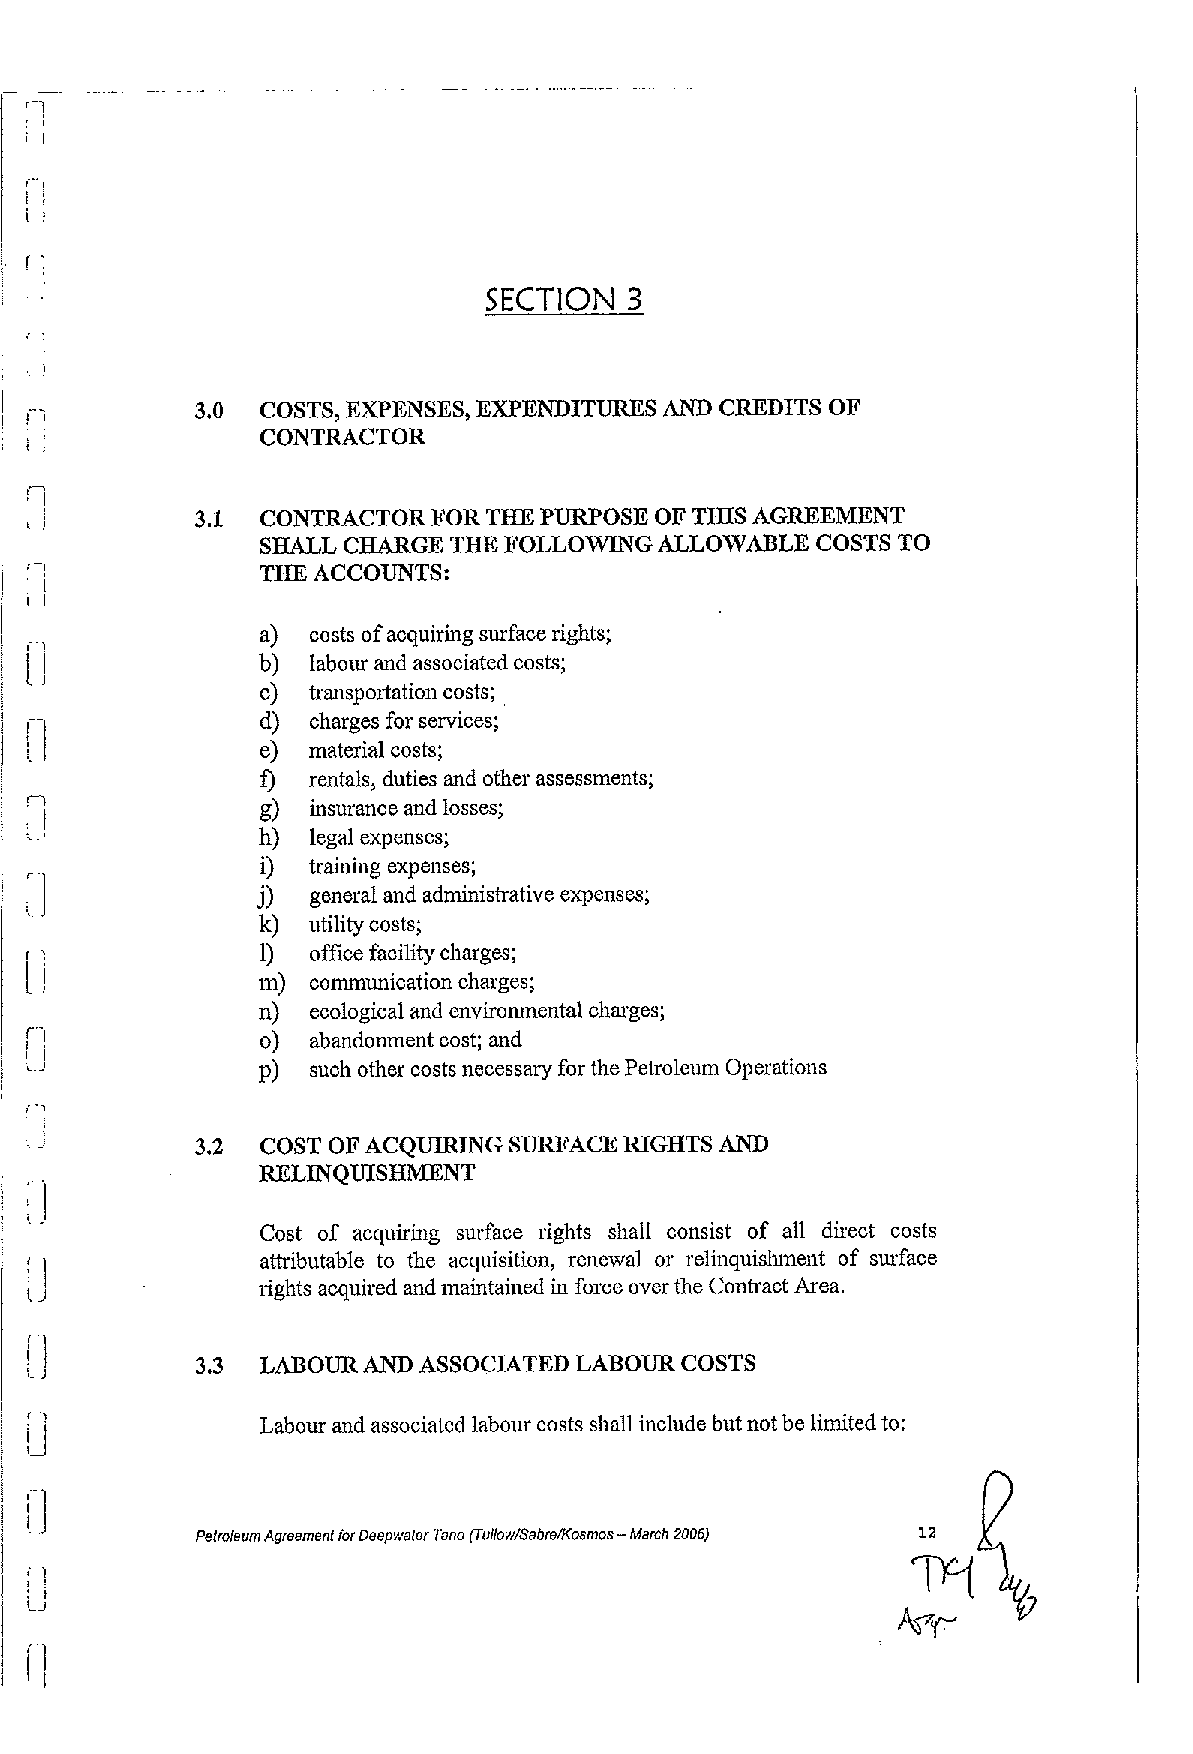 SECTION 3
3.0 COSTS, EXPENSES, EXPENDITURES AND CREDITS OF
CONTRACTOR
3.1 CONTRACTOR FOR THE PURPOSE OF THIS AGREEMENT
SHALL CHARGE THE FOLLOWING ALLOWABLE COSTS TO
THE ACCOUNTS:
a) costs of acquiring surface rights;
b) labour and associated costs;
c) transportation costs;
d) charges for services;
e) material costs;
f) rentals, duties and other assessments;
g) insurance and losses;
h) legal expenses;
i) training expenses;
j) general and administrative expenses;
k) utility costs;
l) office facility charges;
m) communication charges;
n) ecological and environmental charges;
o) abandonment cost; and
p) such other costs necessary for the Petroleum Operations
3.2 COST OF ACQUIRING SURFACE RIGHTS AND
RELINQUISHMENT
Cost of acquiring surface rights shall consist of all direct costs
attributable to the acquisition, renewal or relinquishment of surface
rights acquired and maintained in force over the Contract Area.
3.3 LABOUR AND ASSOCIATED LABOUR COSTS
Labour and associated labour costs shall include but not be limited to:
Petroleum Agreement for Deepwater Tano (Tullow/Sabre/Kosmos – March 2006) 12